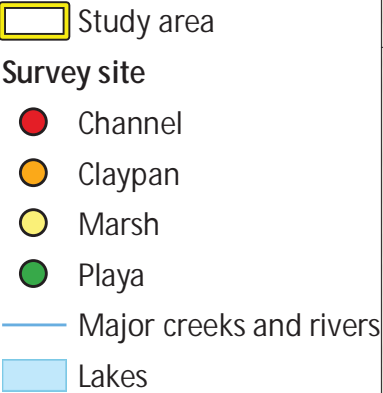 Study area
Survey site
Channel
Claypan
Marsh
Playa
Major creeks and rivers
Lakes